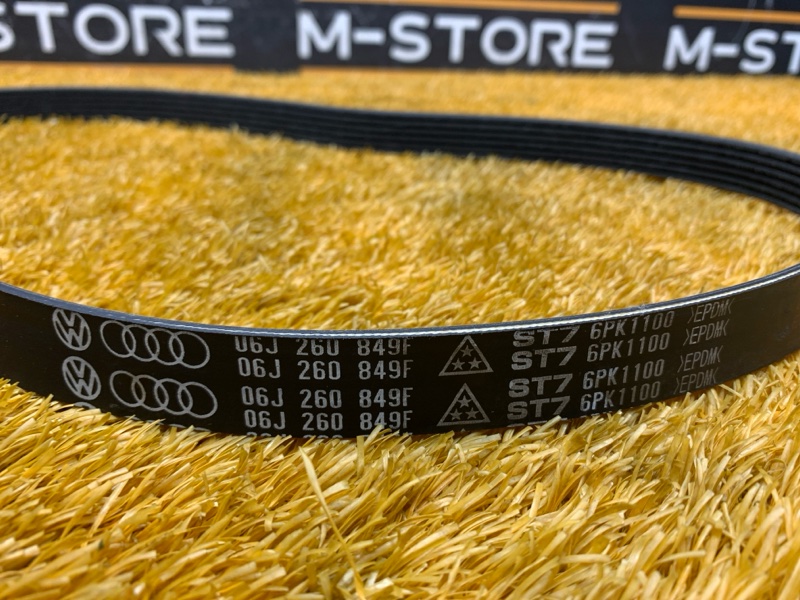 STORE
M-STORE
M-ST
06J 260 849F
06J 260 849F
06J 260 849F
06J 260 849F
ST7 6PK1100 >EPDM<
ST7 6PK1100 >EPDM<
ST7 6PK1100 >EPDM<
ST7 6PK1100 >EPDM<